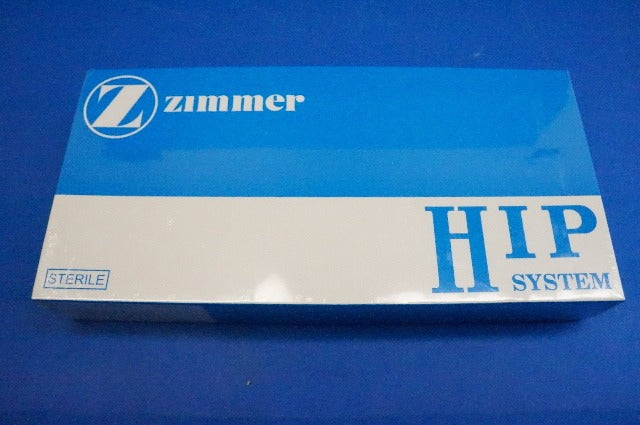 Z zimmer
HIP
SYSTEM
STERILE